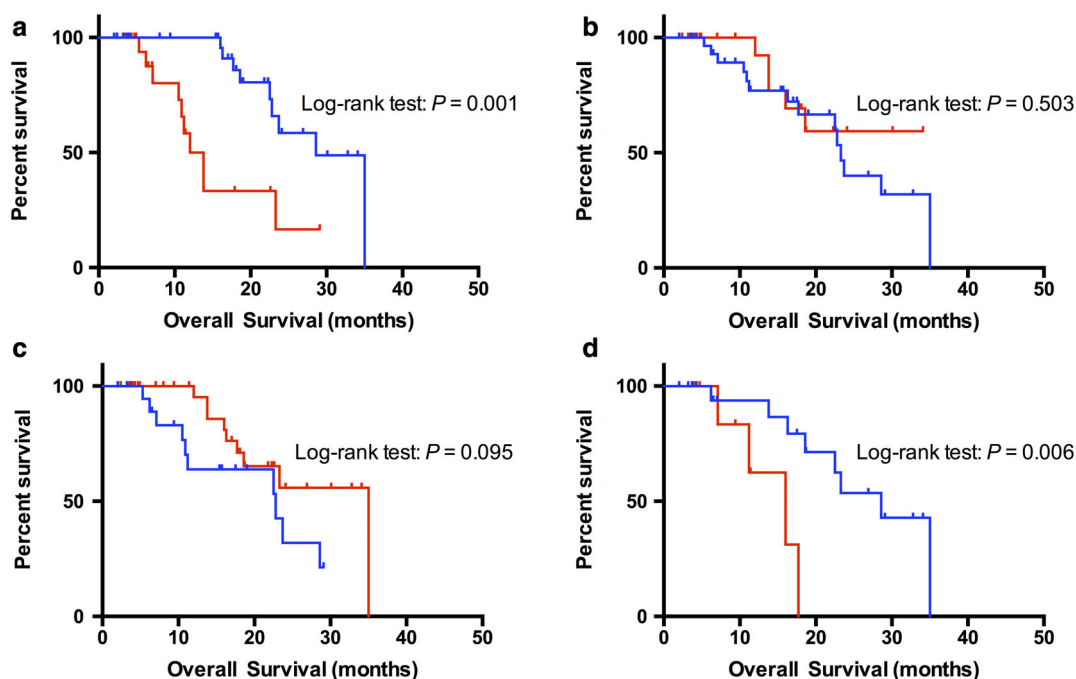 a
100
50
0
Percent survival
Log-rank test: P = 0.001
0 10 20 30 40 50
Overall Survival (months)
b
100
50
0
Percent survival
Log-rank test: P = 0.503
0 10 20 30 40 50
Overall Survival (months)
c
100
50
0
Percent survival
Log-rank test: P = 0.095
0 10 20 30 40 50
Overall Survival (months)
d
100
50
0
Percent survival
Log-rank test: P = 0.006
0 10 20 30 40 50
Overall Survival (months)